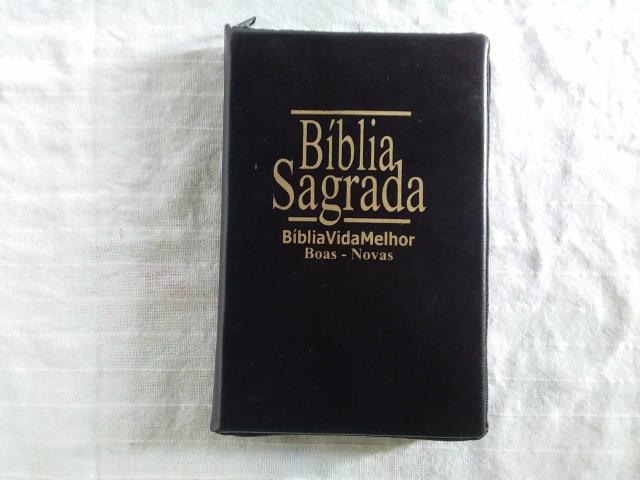 Bíblia
Sagrada
BíbliaVidaMelhor
Boas - Novas